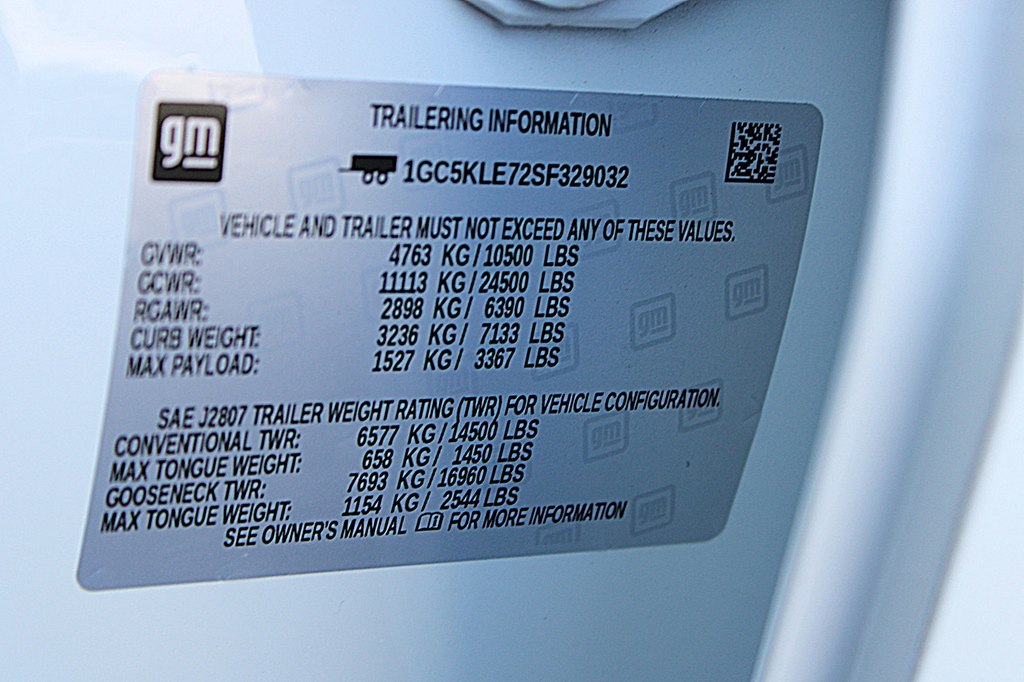 gm
TRAILERING INFORMATION
1GC5KLE72SF329032
VEHICLE AND TRAILER MUST NOT EXCEED ANY OF THESE VALUES.
GVWR: 4763 KG/10500 LBS
GCWR: 11113 KG/24500 LBS
RGAWR: 2898 KG/ 6390 LBS
CURB WEIGHT: 3236 KG/ 7133 LBS
MAX PAYLOAD: 1527 KG/ 3367 LBS
SAE J2807 TRAILER WEIGHT RATING (TWR) FOR VEHICLE CONFIGURATION.
CONVENTIONAL TWR: 6577 KG/14500 LBS
MAX TONGUE WEIGHT: 658 KG/ 1450 LBS
GOOSENECK TWR: 7693 KG/16960 LBS
MAX TONGUE WEIGHT: 1154 KG/ 2544 LBS
SEE OWNER'S MANUAL FOR MORE INFORMATION